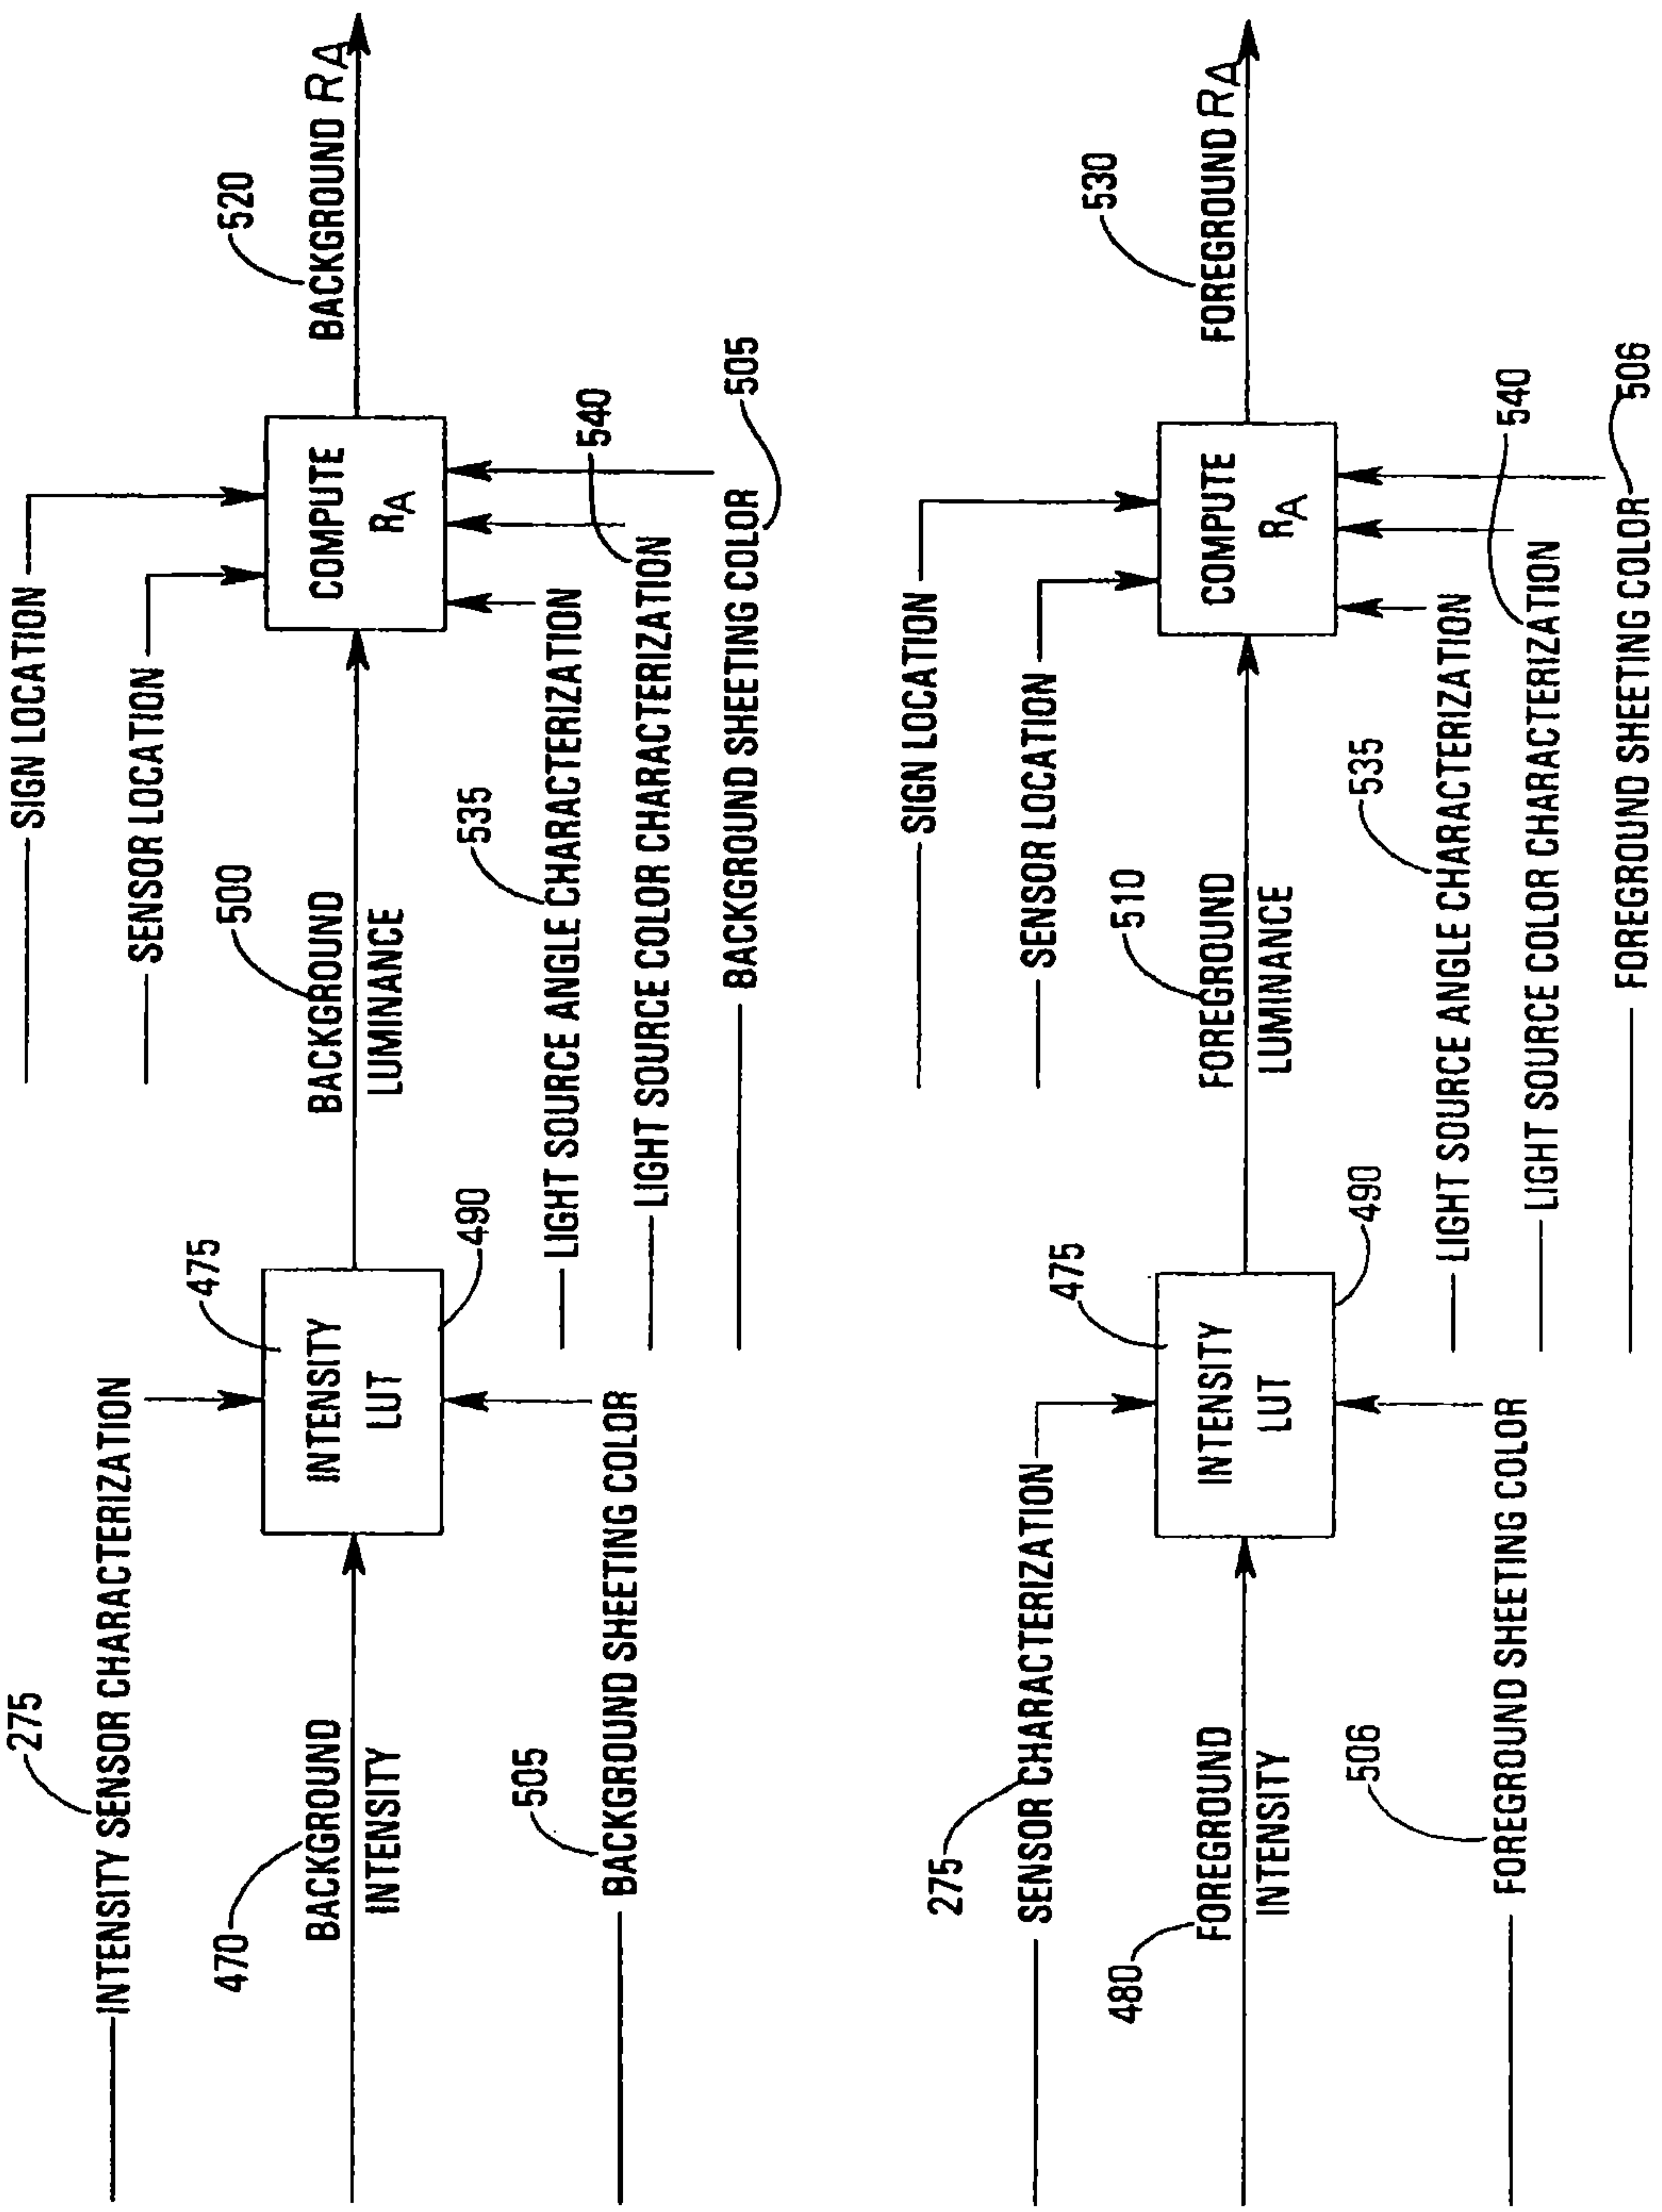 SIGN LOCATION
SENSOR LOCATION
275
INTENSITY SENSOR CHARACTERIZATION
470
BACKGROUND
INTENSITY
475
INTENSITY
LUT
490
500
BACKGROUND
LUMINANCE
COMPUTE
RA
520
BACKGROUND RA
505
BACKGROUND SHEETING COLOR
535
LIGHT SOURCE ANGLE CHARACTERIZATION
540
LIGHT SOURCE COLOR CHARACTERIZATION
BACKGROUND SHEETING COLOR
505
SIGN LOCATION
SENSOR LOCATION
275
SENSOR CHARACTERIZATION
480
FOREGROUND
INTENSITY
475
INTENSITY
LUT
490
510
FOREGROUND
LUMINANCE
COMPUTE
RA
530
FOREGROUND RA
506
FOREGROUND SHEETING COLOR
535
LIGHT SOURCE ANGLE CHARACTERIZATION
540
LIGHT SOURCE COLOR CHARACTERIZATION
FOREGROUND SHEETING COLOR
506